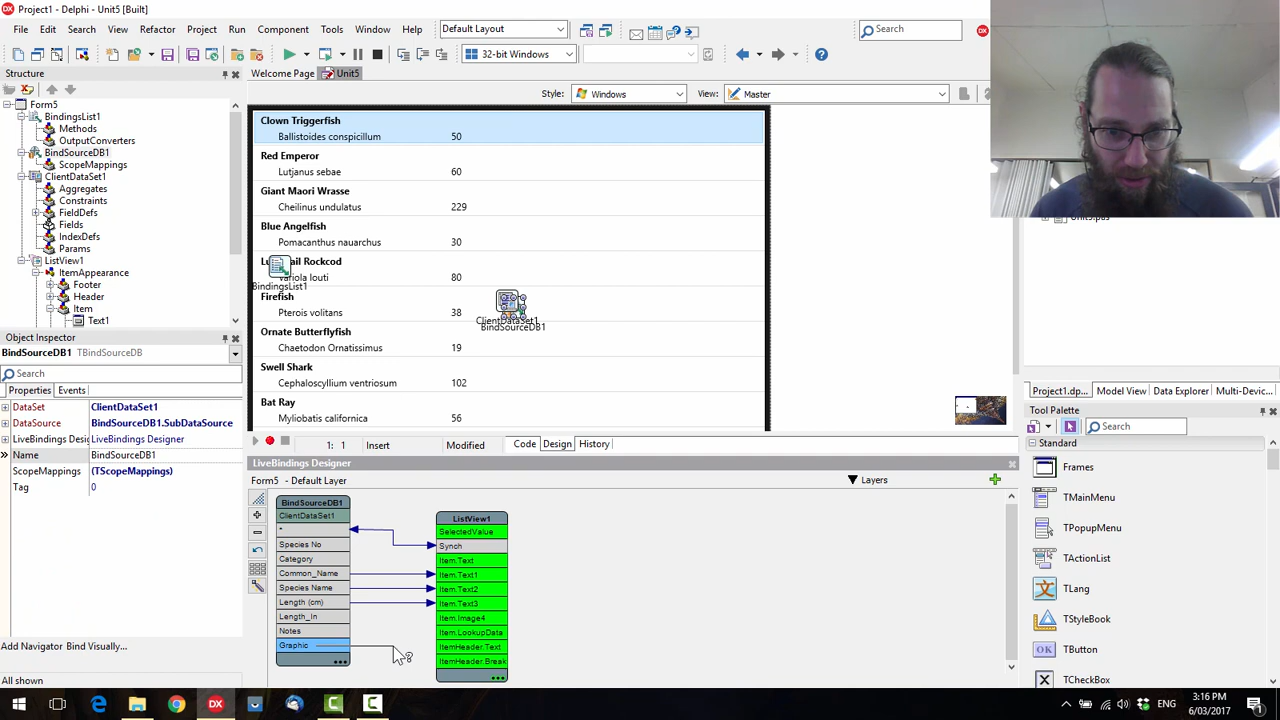 Project1 - Delphi - Unit5 [Built]
File Edit Search View Refactor Project Run Component Tools Window Help
Default Layout
Search
32-bit Windows
Structure
Welcome Page Unit5
Style: Windows View: Master
Form5
BindingsList1
Methods
OutputConverters
BindSourceDB1
ScopeMappings
ClientDataSet1
Aggregates
Constraints
FieldDefs
Fields
IndexDefs
Params
ListView1
ItemAppearance
Footer
Header
Item
Text1
Clown Triggerfish
Ballistoides conspicillum 50
Red Emperor
Lutjanus sebae 60
Giant Maori Wrasse
Cheilinus undulatus 229
Blue Angelfish
Pomacanthus nauarchus 30
Rockcod
Variola louti 80
BindingsList1
Firefish
Pterois volitans 38
ClientDataSet1
BindSourceDB1
Ornate Butterflyfish
Chaetodon Ornatissimus 19
Swell Shark
Cephaloscyllium ventriosum 102
Bat Ray
Myliobatis californica 56
1: 1 Insert Modified Code Design History
Object Inspector
BindSourceDB1 TBindSourceDB
Search
Properties Events
DataSet ClientDataSet1
DataSource BindSourceDB1.SubDataSource
LiveBindings Desig LiveBindings Designer
Name BindSourceDB1
ScopeMappings (TScopeMappings)
Tag 0
Add Navigator Bind Visually...
All shown
LiveBindings Designer
Form5 - Default Layer
Layers
BindSourceDB1
ClientDataSet1
*
Species No
Category
Common_Name
Species Name
Length (cm)
Length_In
Notes
Graphic
ListView1
SelectedValue
Synch
Item.Text
Item.Text1
Item.Text2
Item.Text3
Item.Image4
Item.LookupData
ItemHeader.Text
ItemHeader.Break
Unit5.pas
Project1.dp... Model View Data Explorer Multi-Devic...
Tool Palette
Search
Standard
Frames
TMainMenu
TPopupMenu
TActionList
TLang
TStyleBook
TButton
TCheckBox
DX
ENG
3:16 PM
6/03/2017